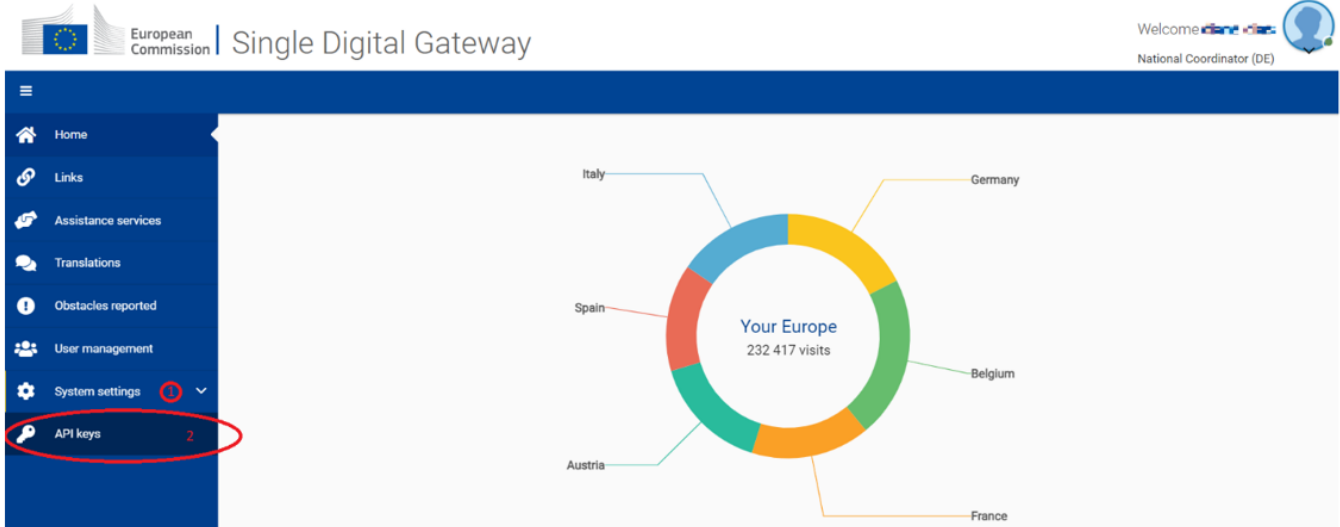 European
Commission
Single Digital Gateway
Welcome
National Coordinator (DE)
Home
Links
Assistance services
Translations
Obstacles reported
User management
System settings 1
API keys 2
Italy
Germany
Spain
Your Europe
232 417 visits
Belgium
Austria
France